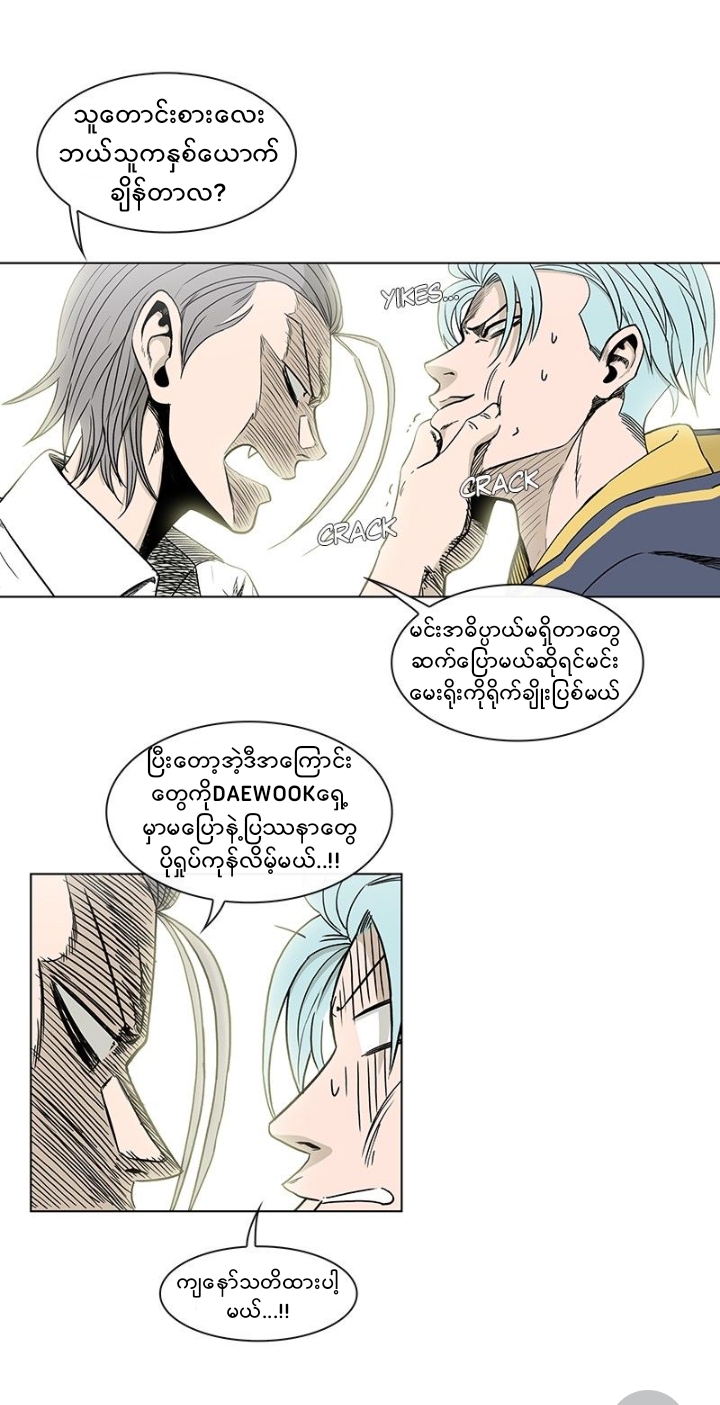 သူတောင်းစားလေး
ဘယ်သူကနှစ်ယောက်
ချိန်တာလ?
YIKES...
CRACK
CRACK
မင်းအဓိပ္ပာယ်မရှိတာတွေ
ဆက်ပြောမယ်ဆိုရင်မင်း
မေးရိုးကိုရိုက်ချိုးပြစ်မယ်
ပြီးတော့အဲ့ဒီအကြောင်း
တွေကိုDAEWOOKရှေ့
မှာမပြောနဲ့ပြဿနာတွေ
ပိုရှုပ်ကုန်လိမ့်မယ်..!!
ကျနော်သတိထားပါ့
မယ်...!!